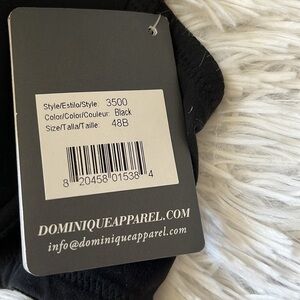 Style/Estilo/Style: 3500
Color/Color/Couleur: Black
Size/Talla/Taille: 48B
8 20458 01538 4
DOMINIQUEAPPAREL.COM
info@dominiqueapparel.com